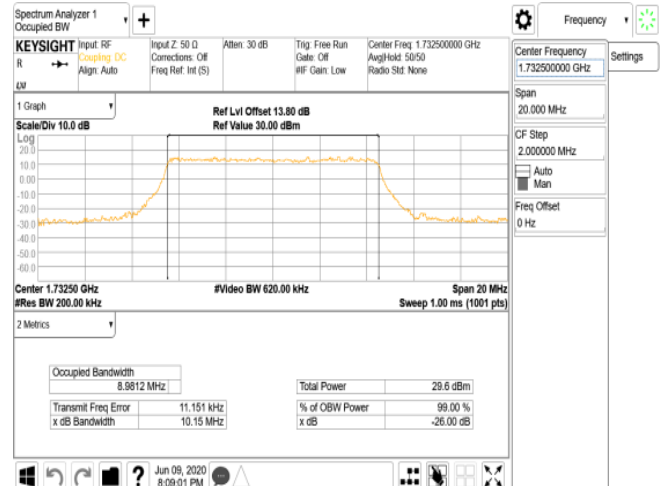 Spectrum Analyzer 1
Occupied BW
+
Frequency
KEYSIGHT
R
Input: RF
Coupling: DC
Align: Auto
Input Z: 50 Ω
Corrections: Off
Freq Ref: Int (S)
Atten: 30 dB
Trig: Free Run
Gate: Off
#IF Gain: Low
Center Freq: 1.732500000 GHz
Avg|Hold: 50/50
Radio Std: None
Center Frequency
1.732500000 GHz
Settings
Span
20.000 MHz
CF Step
2.000000 MHz
Auto
Man
Freq Offset
0 Hz
1 Graph
Scale/Div 10.0 dB
Ref Lvl Offset 13.80 dB
Ref Value 30.00 dBm
Log
20.0
10.0
0.00
-10.0
-20.0
-30.0
-40.0
-50.0
-60.0
Center 1.73250 GHz
#Video BW 620.00 kHz
Span 20 MHz
#Res BW 200.00 kHz
Sweep 1.00 ms (1001 pts)
2 Metrics
Occupied Bandwidth
8.9812 MHz
Total Power
29.6 dBm
Transmit Freq Error
11.151 kHz
% of OBW Power
99.00 %
x dB Bandwidth
10.15 MHz
x dB
-26.00 dB
?
Jun 09, 2020
8:09:01 PM